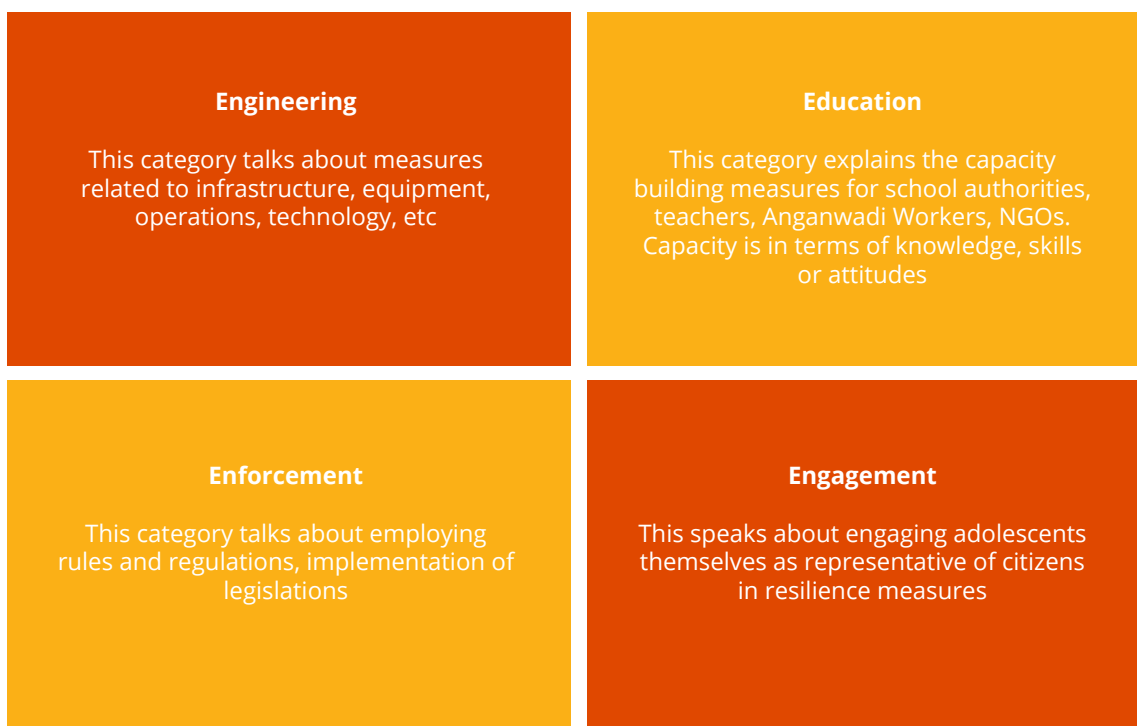 Engineering
This category talks about measures
related to infrastructure, equipment,
operations, technology, etc
Education
This category explains the capacity
building measures for school authorities,
teachers, Anganwadi Workers, NGOs.
Capacity is in terms of knowledge, skills
or attitudes
Enforcement
This category talks about employing
rules and regulations, implementation of
legislations
Engagement
This speaks about engaging adolescents
themselves as representative of citizens
in resilience measures